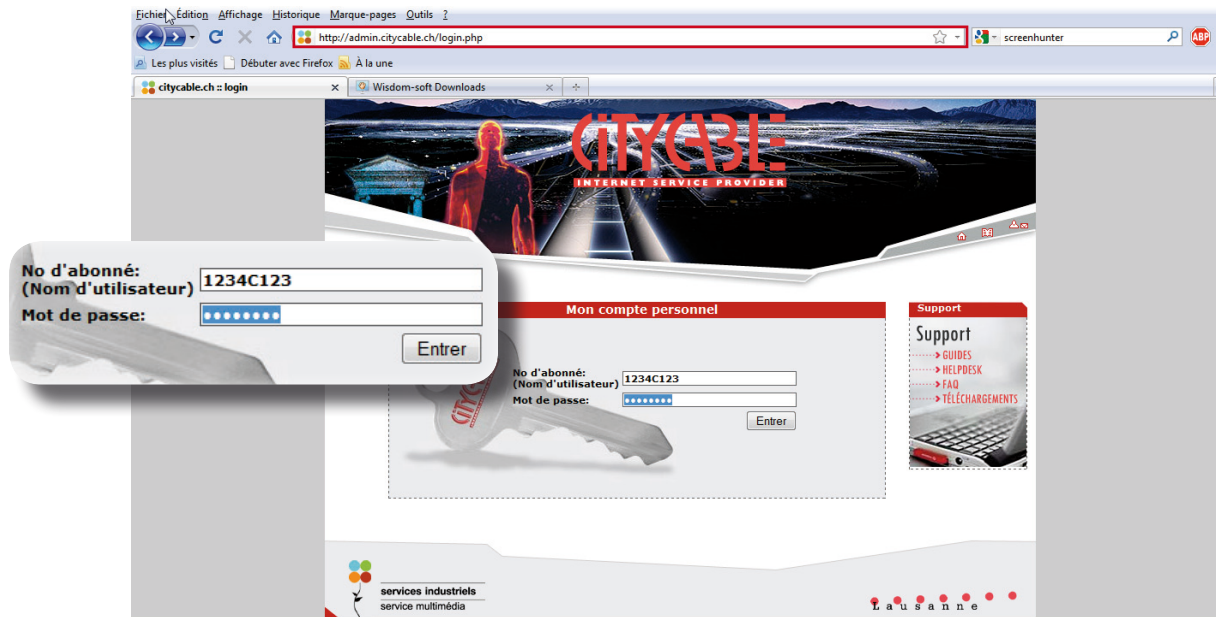 Fichier Édition Affichage Historique Marque-pages Outils ?
http://admin.citycable.ch/login.php
screenhunter
ABP
Les plus visités Débuter avec Firefox À la une
citycable.ch :: login
Wisdom-soft Downloads
CITYCABLE
INTERNET SERVICE PROVIDER
No d'abonné:
(Nom d'utilisateur) 1234C123
Mot de passe: ••••••••
Entrer
Mon compte personnel
No d'abonné:
(Nom d'utilisateur) 1234C123
Mot de passe: ••••••••
Entrer
CITYCABLE
Support
Support
GUIDES
HELPDESK
FAQ
TÉLÉCHARGEMENTS
services industriels
service multimédia
Lausanne